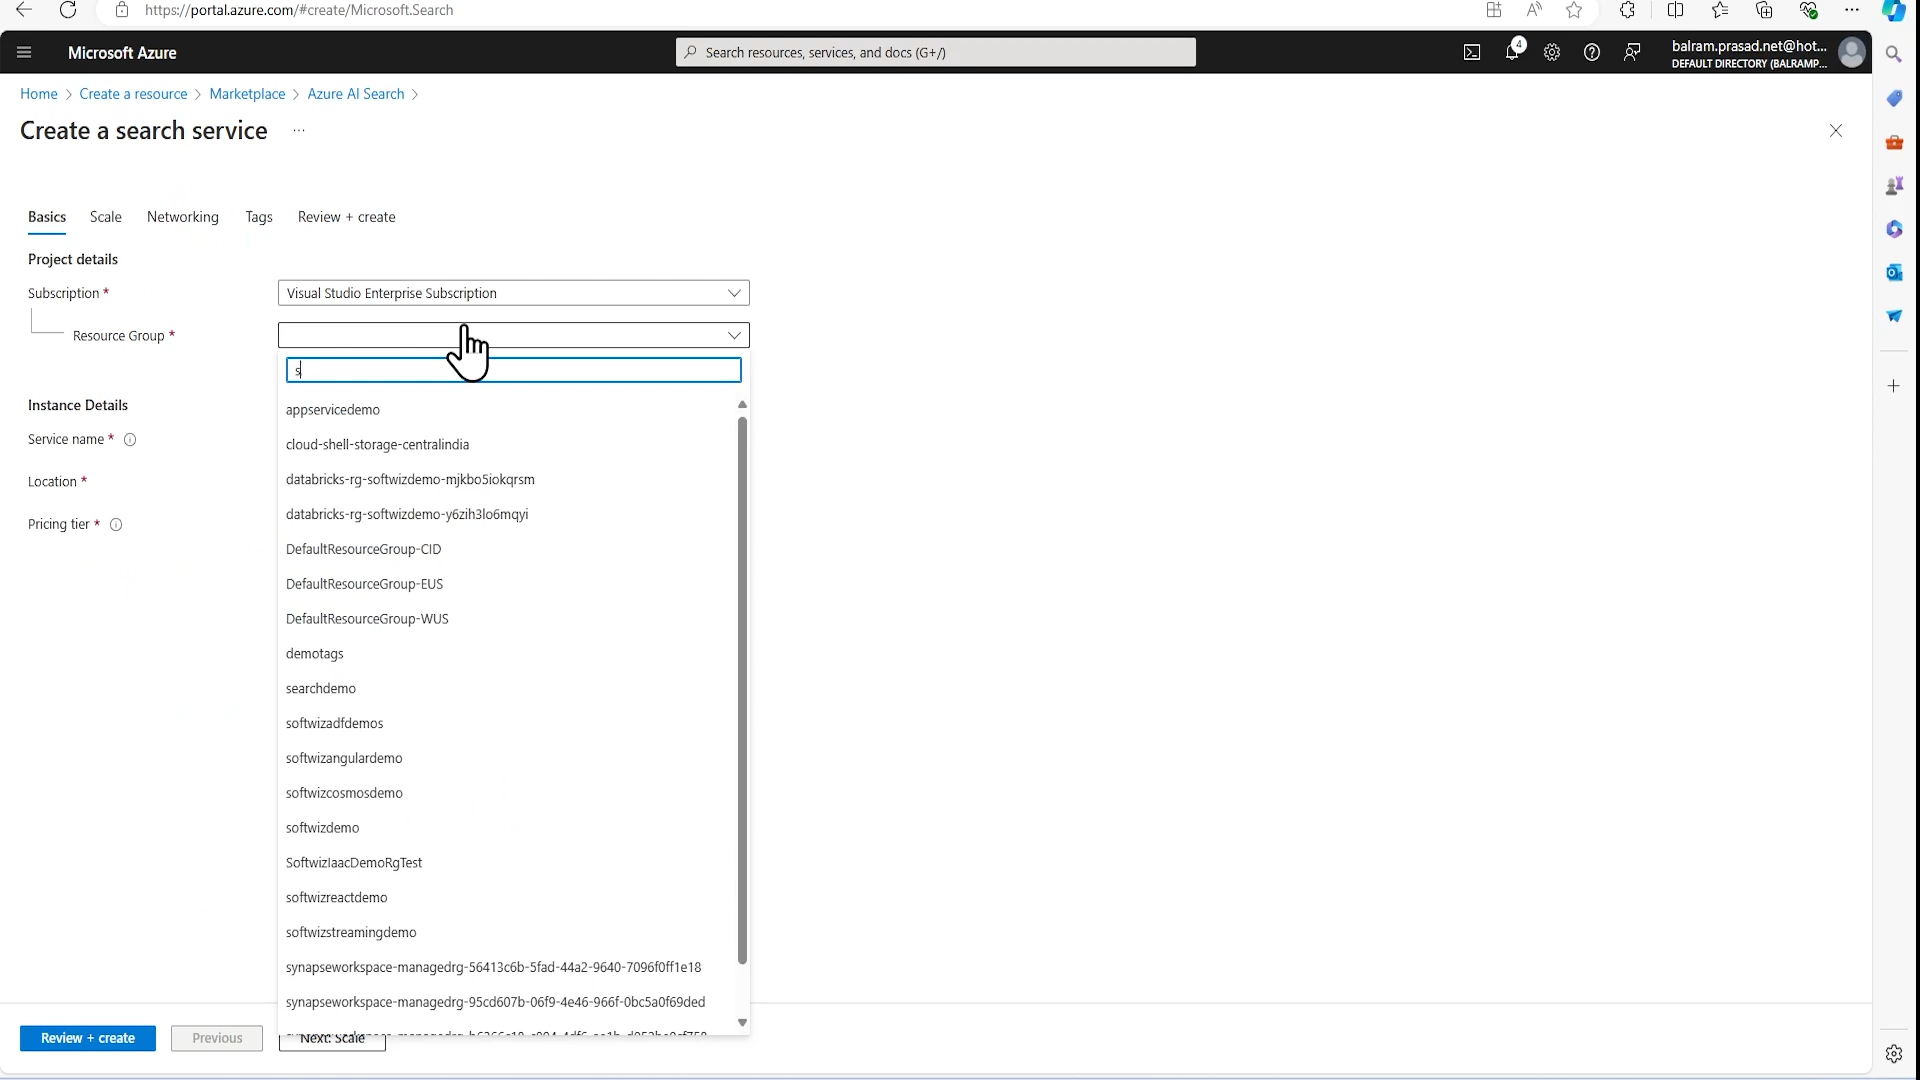 https://portal.azure.com/#create/Microsoft.Search
Microsoft Azure
Search resources, services, and docs (G+/)
4
balram.prasad.net@hot...
DEFAULT DIRECTORY (BALRAMP...
Home > Create a resource > Marketplace > Azure AI Search >
Create a search service ...
Basics Scale Networking Tags Review + create
Project details
Subscription *
Visual Studio Enterprise Subscription
Resource Group *
s
Instance Details
Service name *
Location *
Pricing tier *
appservicedemo
cloud-shell-storage-centralindia
databricks-rg-softwizdemo-mjkbo5iokqrsm
databricks-rg-softwizdemo-y6zih3lo6mqyi
DefaultResourceGroup-CID
DefaultResourceGroup-EUS
DefaultResourceGroup-WUS
demotags
searchdemo
softwizadfdemos
softwizangulardemo
softwizcosmosdemo
softwizdemo
SoftwizIaacDemoRgTest
softwizreactdemo
softwizstreamingdemo
synapseworkspace-managedrg-56413c6b-5fad-44a2-9640-7096f0ff1e18
synapseworkspace-managedrg-95cd607b-06f9-4e46-966f-0bc5a0f69ded
Review + create
Previous
Next: Scale